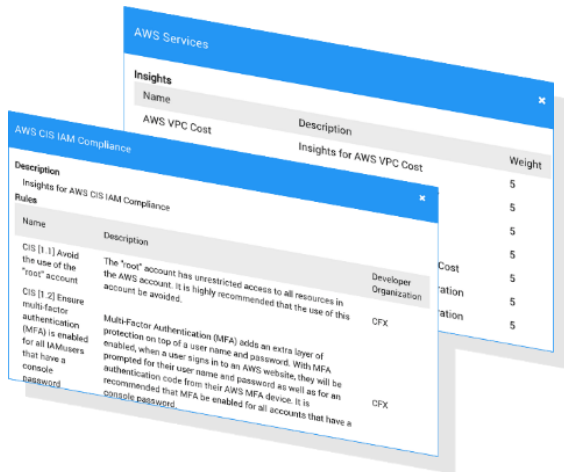 AWS Services
Insights
Name Description Weight
AWS VPC Cost Insights for AWS VPC Cost 5
5
5
5
Cost 5
ration 5
ration 5
AWS CIS IAM Compliance
Description
Insights for AWS CIS IAM Compliance
Rules
Name Description Developer
Organization
CIS [1.1] Avoid
the use of the
"root" account
The "root" account has unrestricted access to all resources in
the AWS account. It is highly recommended that the use of this
account be avoided.
CFX
CIS [1.2] Ensure
multi-factor
authentication
(MFA) is enabled
for all IAMusers
that have a
console
password
Multi-Factor Authentication (MFA) adds an extra layer of
protection on top of a user name and password. With MFA
enabled, when a user signs in to an AWS website, they will be
prompted for their user name and password as well as for an
authentication code from their AWS MFA device. It is
recommended that MFA be enabled for all accounts that have a
console password
CFX